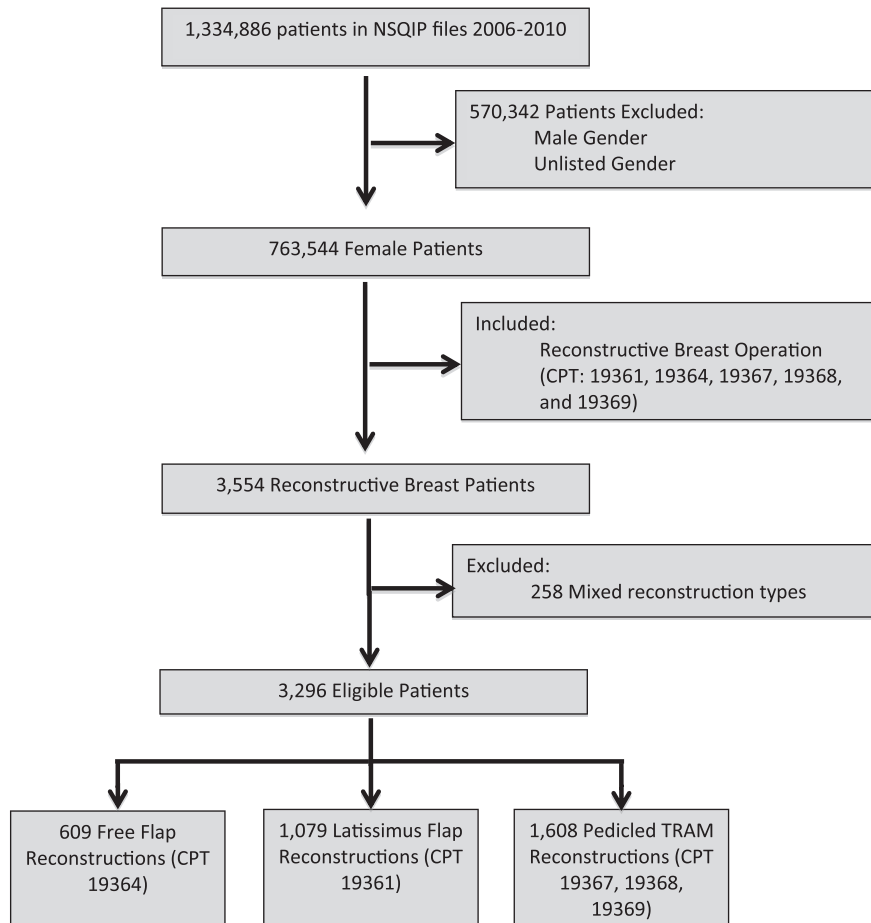 1,334,886 patients in NSQIP files 2006-2010
570,342 Patients Excluded:
Male Gender
Unlisted Gender
763,544 Female Patients
Included:
Reconstructive Breast Operation
(CPT: 19361, 19364, 19367, 19368,
and 19369)
3,554 Reconstructive Breast Patients
Excluded:
258 Mixed reconstruction types
3,296 Eligible Patients
609 Free Flap
Reconstructions (CPT
19364)
1,079 Latissimus Flap
Reconstructions (CPT
19361)
1,608 Pedicled TRAM
Reconstructions (CPT
19367, 19368,
19369)